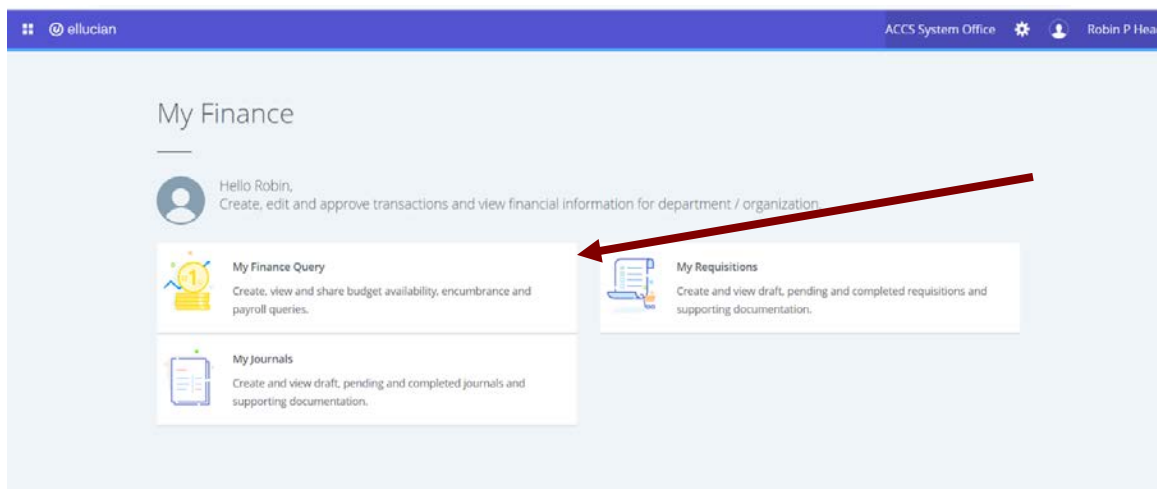 ellucian
ACCS System Office
Robin P Hea
My Finance
Hello Robin,
Create, edit and approve transactions and view financial information for department / organization.
My Finance Query
Create, view and share budget availability, encumbrance and
payroll queries.
My Requisitions
Create and view draft, pending and completed requisitions and
supporting documentation.
My Journals
Create and view draft, pending and completed journals and
supporting documentation.